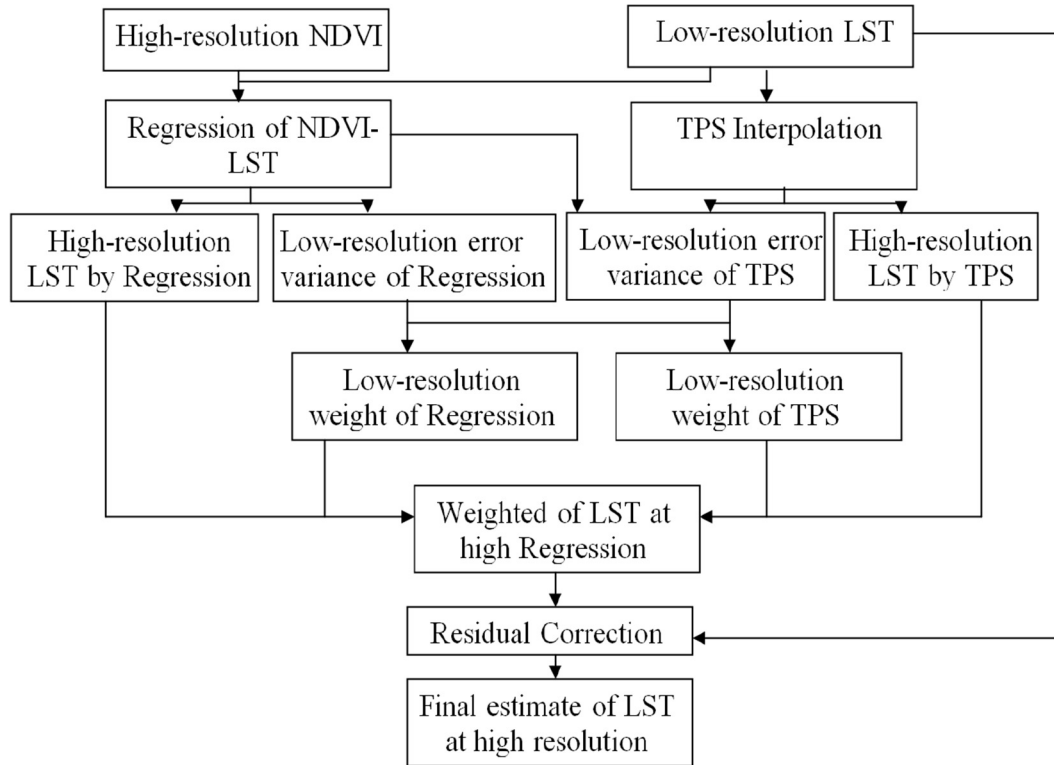 High-resolution NDVI
Low-resolution LST
Regression of NDVI-
LST
TPS Interpolation
High-resolution
LST by Regression
Low-resolution error
variance of Regression
Low-resolution error
variance of TPS
High-resolution
LST by TPS
Low-resolution
weight of Regression
Low-resolution
weight of TPS
Weighted of LST at
high Regression
Residual Correction
Final estimate of LST
at high resolution